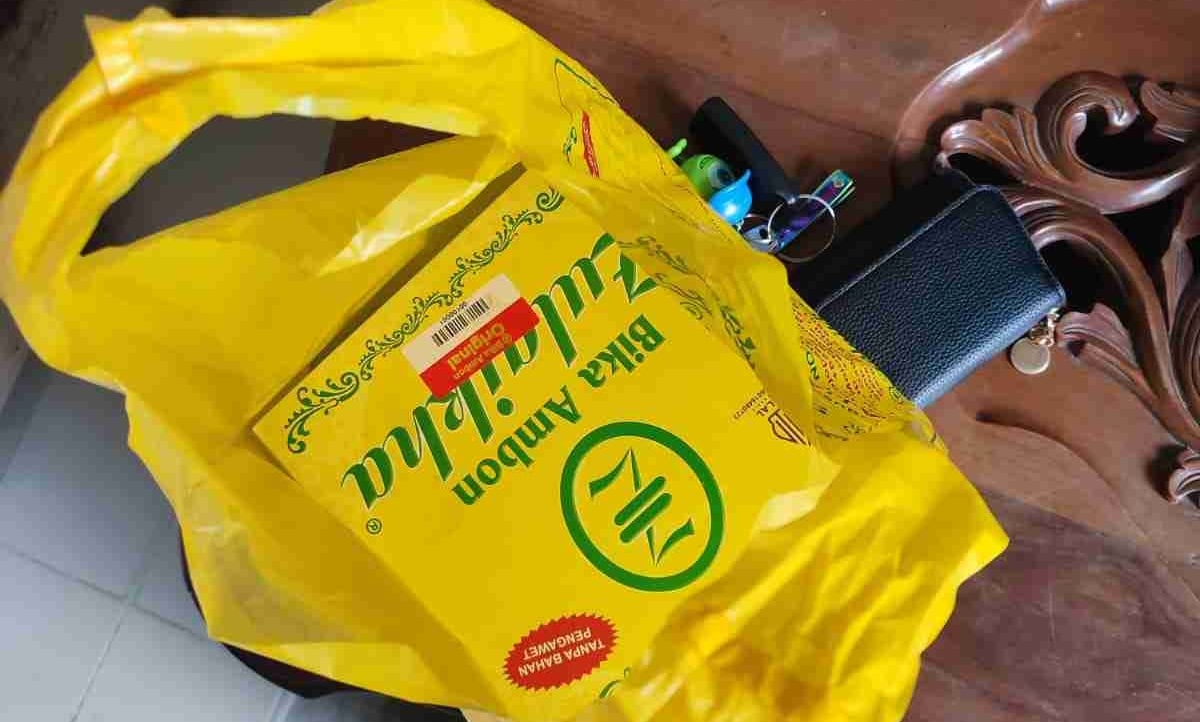 Bika Ambon
Zulaikha®
Bika Ambon
Original
TANPA BAHAN
PENGAWET